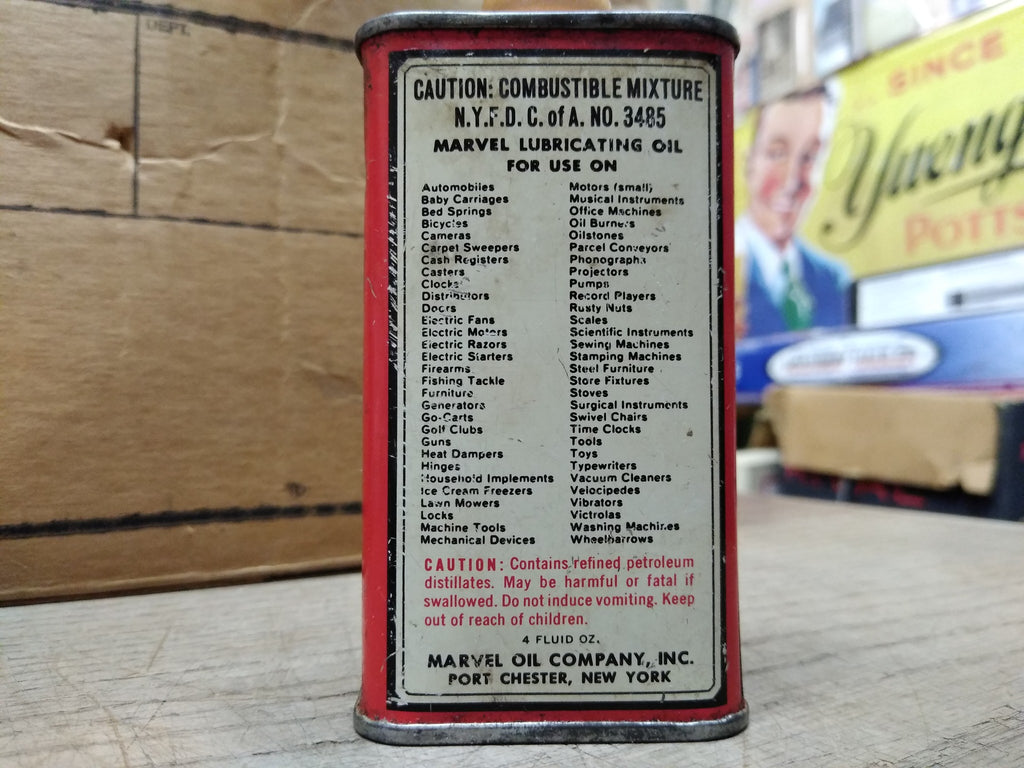 DEPT.
CAUTION: COMBUSTIBLE MIXTURE
N.Y.F.D. C. of A. NO. 3485
MARVEL LUBRICATING OIL
FOR USE ON
Automobiles
Baby Carriages
Bed Springs
Bicycles
Cameras
Carpet Sweepers
Cash Registers
Casters
Clocks
Distributors
Doors
Electric Fans
Electric Motors
Electric Razors
Electric Starters
Firearms
Fishing Tackle
Furniture
Generators
Go-Carts
Golf Clubs
Guns
Heat Dampers
Hinges
Household Implements
Ice Cream Freezers
Lawn Mowers
Locks
Machine Tools
Mechanical Devices
Motors (small)
Musical Instruments
Office Machines
Oil Burners
Oilstones
Parcel Conveyors
Phonographs
Projectors
Pumps
Record Players
Rusty Nuts
Scales
Scientific Instruments
Sewing Machines
Stamping Machines
Steel Furniture
Store Fixtures
Stoves
Surgical Instruments
Swivel Chairs
Time Clocks
Tools
Toys
Typewriters
Vacuum Cleaners
Velocipedes
Vibrators
Victrolas
Washing Machines
Wheelbarrows
CAUTION: Contains refined petroleum
distillates. May be harmful or fatal if
swallowed. Do not induce vomiting. Keep
out of reach of children.
4 FLUID OZ.
MARVEL OIL COMPANY, INC.
PORT CHESTER, NEW YORK
SINCE
Yueng
POTTS